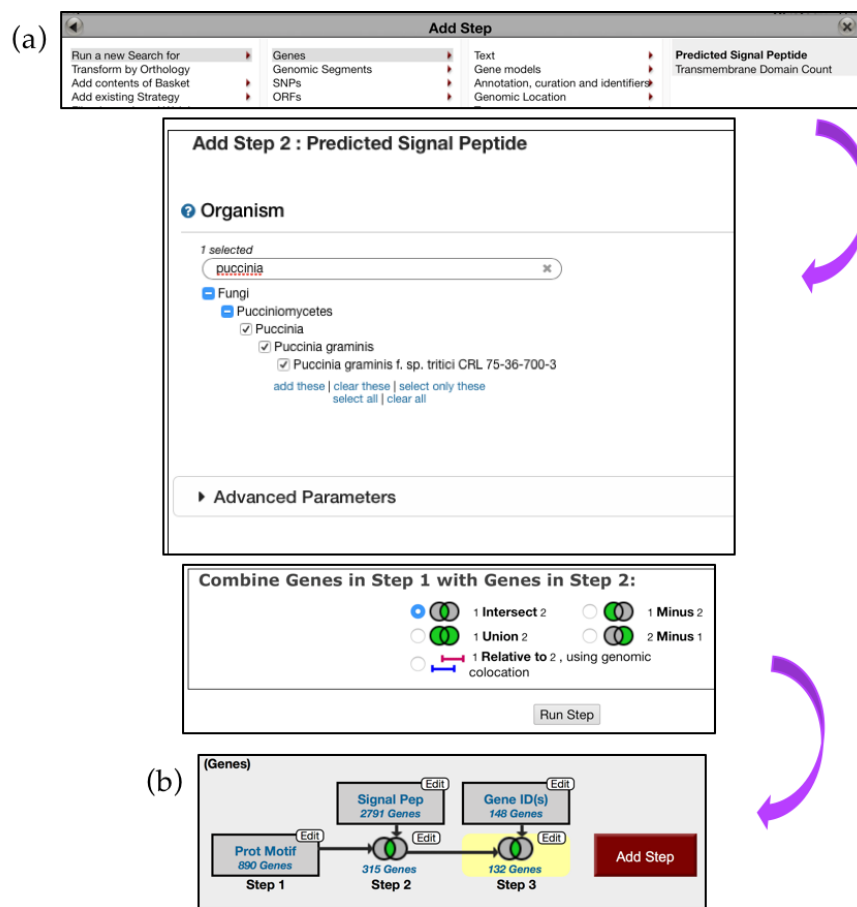 (a)
Add Step
Run a new Search for
Transform by Orthology
Add contents of Basket
Add existing Strategy
Genes
Genomic Segments
SNPs
ORFs
Text
Gene models
Annotation, curation and identifiers
Genomic Location
Predicted Signal Peptide
Transmembrane Domain Count
Add Step 2 : Predicted Signal Peptide
? Organism
1 selected
puccinia
Fungi
Pucciniomycetes
Puccinia
Puccinia graminis
Puccinia graminis f. sp. tritici CRL 75-36-700-3
add these | clear these | select only these
select all | clear all
Advanced Parameters
Combine Genes in Step 1 with Genes in Step 2:
1 Intersect 2
1 Minus 2
1 Union 2
2 Minus 1
1 Relative to 2 , using genomic
colocation
Run Step
(b)
(Genes)
Edit
Signal Pep
2791 Genes
Edit
Gene ID(s)
148 Genes
Edit
Prot Motif
890 Genes
Step 1
Edit
315 Genes
Step 2
Edit
132 Genes
Step 3
Add Step